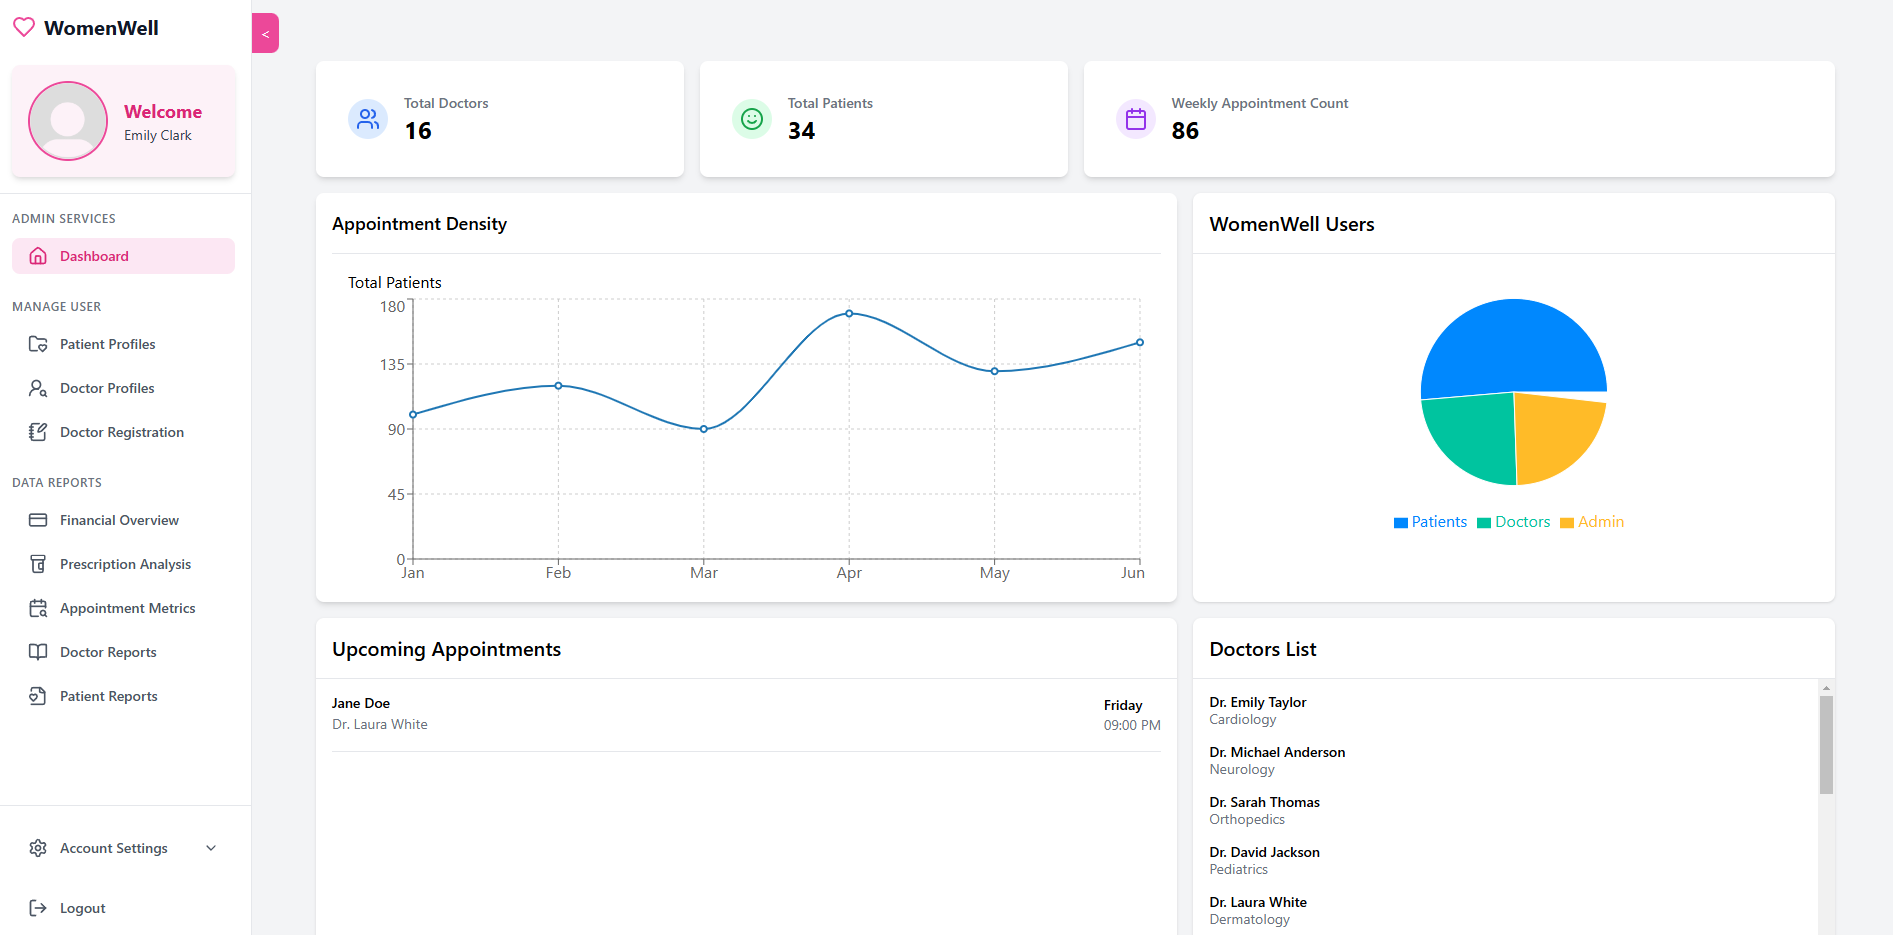 WomenWell
<
Welcome
Emily Clark
ADMIN SERVICES
Dashboard
MANAGE USER
Patient Profiles
Doctor Profiles
Doctor Registration
DATA REPORTS
Financial Overview
Prescription Analysis
Appointment Metrics
Doctor Reports
Patient Reports
Account Settings
Logout
Total Doctors
16
Total Patients
34
Weekly Appointment Count
86
Appointment Density
Total Patients
180
135
90
45
0
Jan Feb Mar Apr May Jun
WomenWell Users
Patients Doctors Admin
Upcoming Appointments
Jane Doe
Dr. Laura White
Friday
09:00 PM
Doctors List
Dr. Emily Taylor
Cardiology
Dr. Michael Anderson
Neurology
Dr. Sarah Thomas
Orthopedics
Dr. David Jackson
Pediatrics
Dr. Laura White
Dermatology